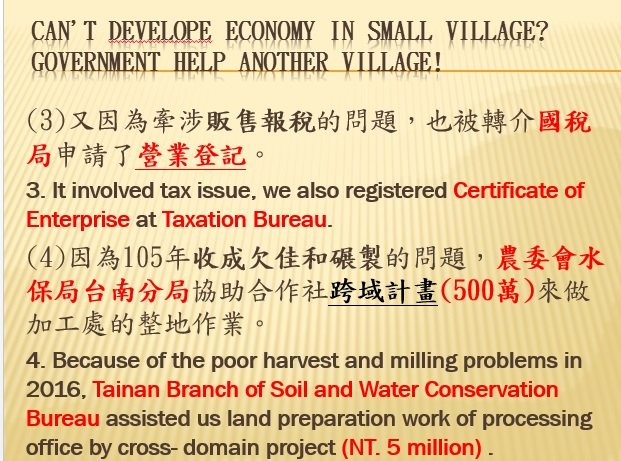 CAN'T DEVELOPE ECONOMY IN SMALL VILLAGE?
GOVERNMENT HELP ANOTHER VILLAGE!
(3)又因為牽涉販售報稅的問題，也被轉介國稅
局申請了營業登記。
3. It involved tax issue, we also registered Certificate of
Enterprise at Taxation Bureau.
(4)因為105年收成欠佳和碾製的問題，農委會水
保局台南分局協助合作社跨域計畫(500萬)來做
加工處的整地作業。
4. Because of the poor harvest and milling problems in
2016, Tainan Branch of Soil and Water Conservation
Bureau assisted us land preparation work of processing
office by cross- domain project (NT. 5 million) .